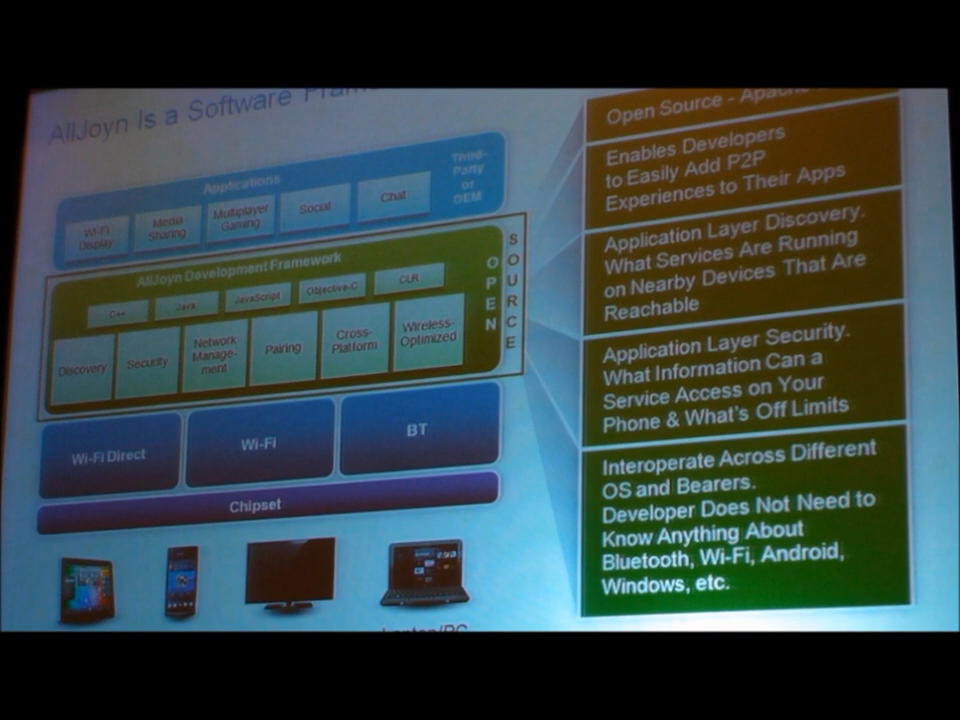 AllJoyn Is a Software
Applications
Third-
Party
or
OEM
Wi-Fi
Display
Media
Sharing
Multiplayer
Gaming
Social
Chat
AllJoyn Development Framework
C++
Java
JavaScript
Objective-C
CLR
Discovery
Security
Network
Manage-
ment
Pairing
Cross-
Platform
Wireless-
Optimized
OPEN
SOURCE
Wi-Fi Direct
Wi-Fi
BT
Chipset
Laptop/PC
Open Source - Apache
Enables Developers
to Easily Add P2P
Experiences to Their Apps
Application Layer Discovery.
What Services Are Running
on Nearby Devices That Are
Reachable
Application Layer Security.
What Information Can a
Service Access on Your
Phone & What's Off Limits
Interoperate Across Different
OS and Bearers.
Developer Does Not Need to
Know Anything About
Bluetooth, Wi-Fi, Android,
Windows, etc.